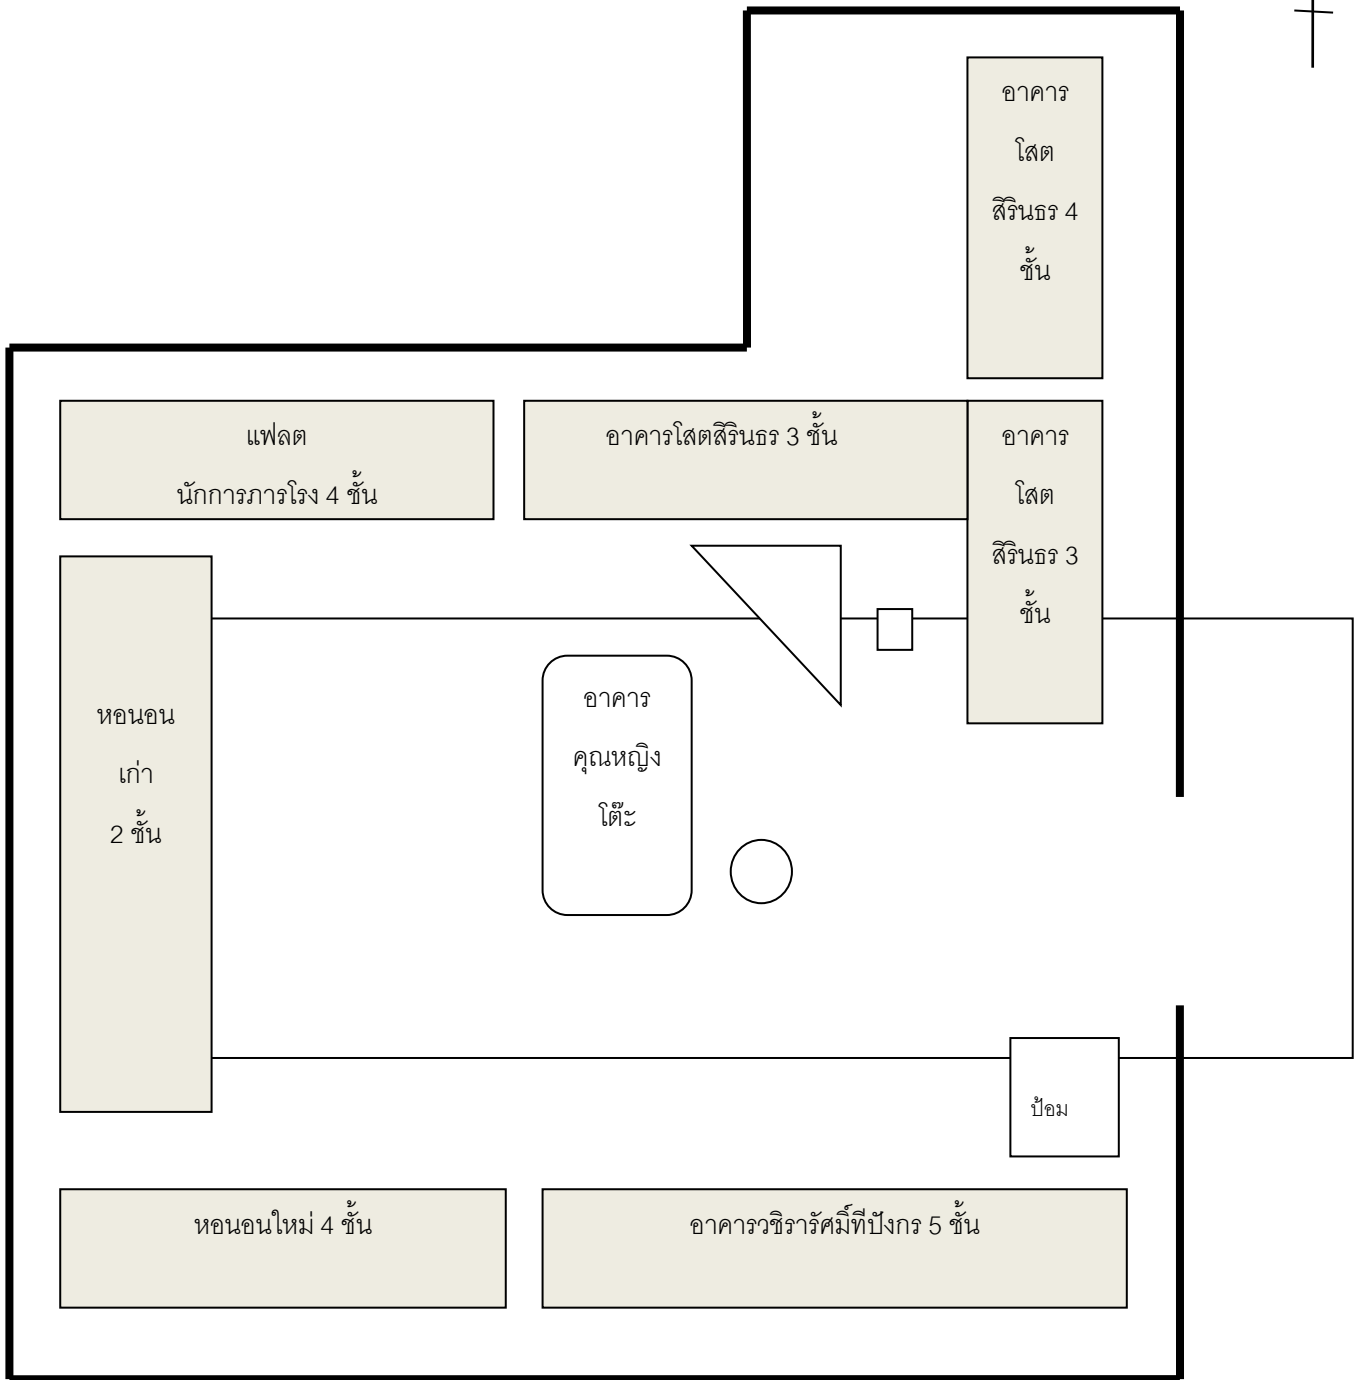 อาคาร
โสต
สิรินธร 4
ชั้น
แฟลต
นักการภารโรง 4 ชั้น
อาคารโสตสิรินธร 3 ชั้น
อาคาร
โสต
สิรินธร 3
ชั้น
หอนอน
เก่า
2 ชั้น
อาคาร
คุณหญิง
โต๊ะ
ป้อม
หอนอนใหม่ 4 ชั้น
อาคารวชิรารัศมิ์ทีปังกร 5 ชั้น